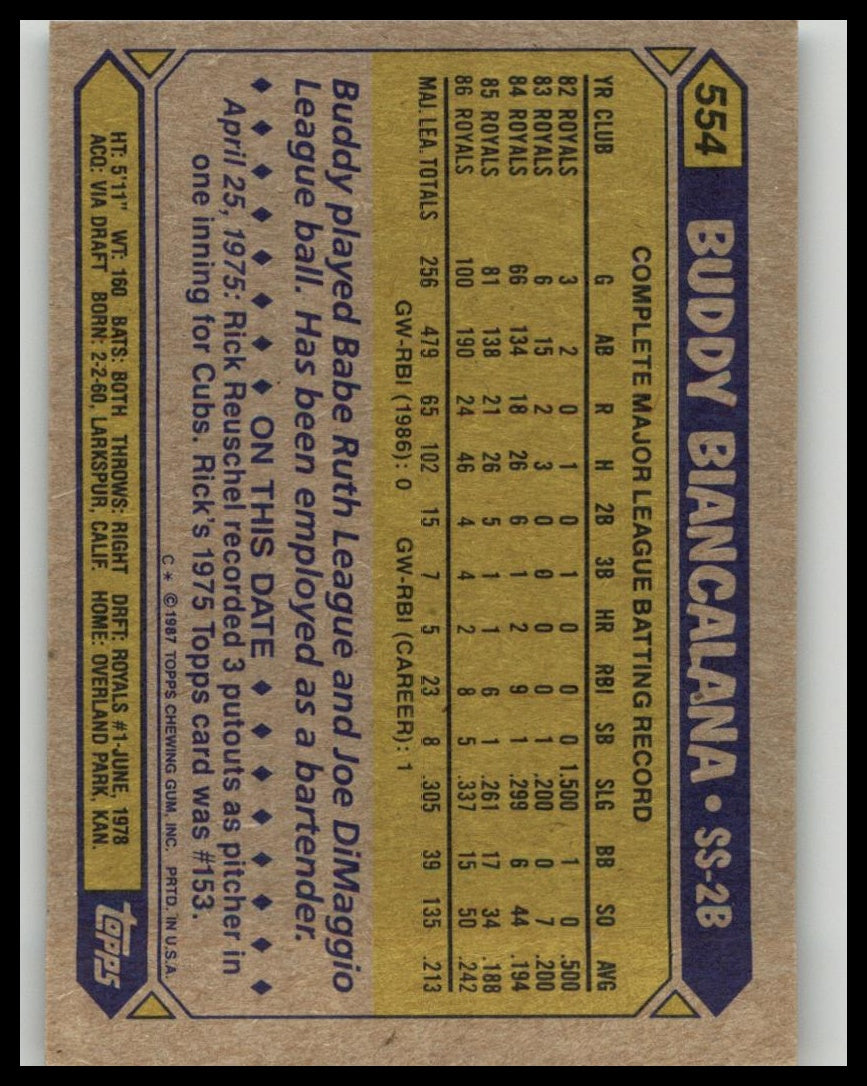 554 BUDDY BIANCALANA • SS-2B
COMPLETE MAJOR LEAGUE BATTING RECORD
YR CLUB G AB R H 2B 3B HR RBI SB SLG BB SO AVG
82 ROYALS 3 2 0 1 0 1 0 0 0 1.500 1 0 .500
83 ROYALS 6 15 2 3 0 0 0 0 1 .200 0 7 .200
84 ROYALS 66 134 18 26 6 1 2 9 1 .299 6 44 .194
85 ROYALS 81 138 21 26 5 1 1 6 1 .261 17 34 .188
86 ROYALS 100 190 24 46 4 4 2 8 5 .337 15 50 .242
MAJ. LEA. TOTALS 256 479 65 102 15 7 5 23 8 .305 39 135 .213
GW-RBI (1986): 0 GW-RBI (CAREER): 1
Buddy played Babe Ruth League and Joe DiMaggio
League ball. Has been employed as a bartender.
♦ ♦ ♦ ♦ ♦ ♦ ♦ ♦ ON THIS DATE ♦ ♦ ♦ ♦ ♦ ♦ ♦ ♦
April 25, 1975: Rick Reuschel recorded 3 putouts as pitcher in
one inning for Cubs. Rick's 1975 Topps card was #153.
C * ©1987 TOPPS CHEWING GUM, INC. PRTD. IN U.S.A.
HT: 5'11" WT: 160 BATS: BOTH THROWS: RIGHT DRFT: ROYALS #1-JUNE, 1978
ACQ: VIA DRAFT BORN: 2-2-60, LARKSPUR, CALIF. HOME: OVERLAND PARK, KAN.
topps